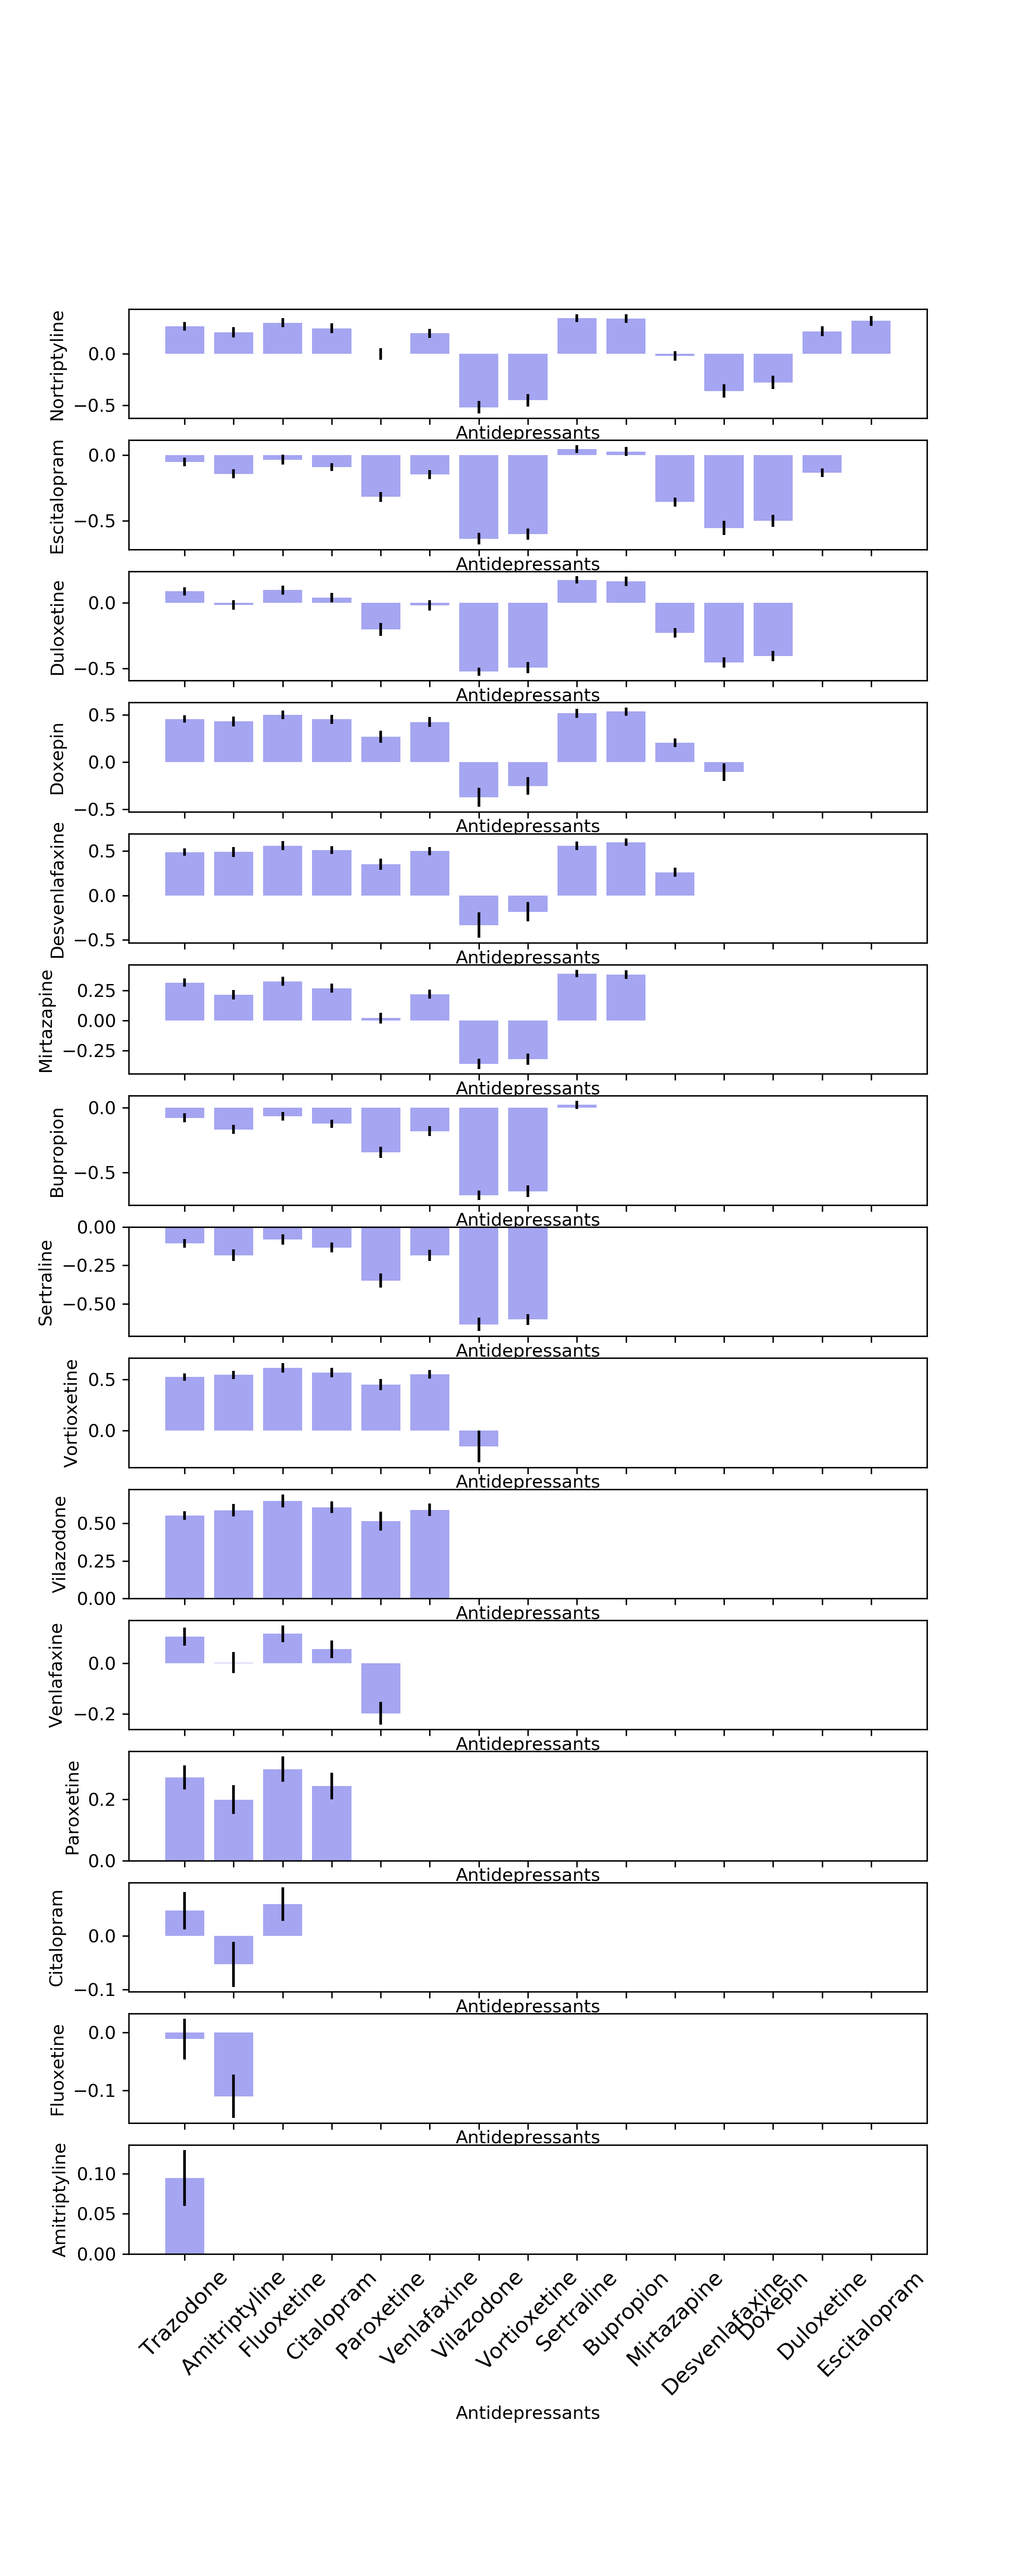 Nortriptyline
0.0
−0.5
Antidepressants
Escitalopram
0.0
−0.5
Antidepressants
Duloxetine
0.0
−0.5
Antidepressants
Doxepin
0.5
0.0
−0.5
Antidepressants
Desvenlafaxine
0.5
0.0
−0.5
Antidepressants
Mirtazapine
0.25
0.00
−0.25
Antidepressants
Bupropion
0.0
−0.5
Antidepressants
Sertraline
0.00
−0.25
−0.50
Antidepressants
Vortioxetine
0.5
0.0
Antidepressants
Vilazodone
0.50
0.25
0.00
Antidepressants
Venlafaxine
0.0
−0.2
Antidepressants
Paroxetine
0.2
0.0
Antidepressants
Citalopram
0.0
−0.1
Antidepressants
Fluoxetine
0.0
−0.1
Antidepressants
Amitriptyline
0.10
0.05
0.00
Trazodone
Amitriptyline
Fluoxetine
Citalopram
Paroxetine
Venlafaxine
Vilazodone
Vortioxetine
Sertraline
Bupropion
Mirtzapine
Desvenlafaxine
Doxepin
Duloxetine
Escitalopram
Antidepressants